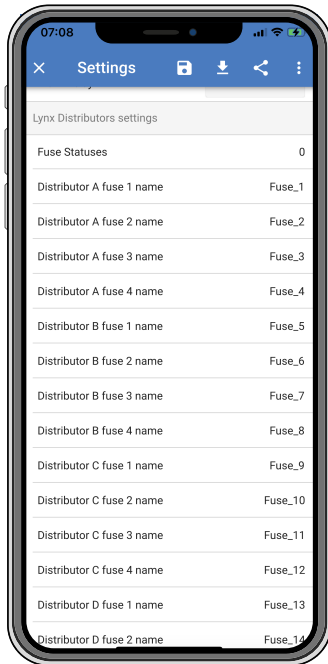 07:08
Settings
Lynx Distributors settings
Fuse Statuses 0
Distributor A fuse 1 name Fuse_1
Distributor A fuse 2 name Fuse_2
Distributor A fuse 3 name Fuse_3
Distributor A fuse 4 name Fuse_4
Distributor B fuse 1 name Fuse_5
Distributor B fuse 2 name Fuse_6
Distributor B fuse 3 name Fuse_7
Distributor B fuse 4 name Fuse_8
Distributor C fuse 1 name Fuse_9
Distributor C fuse 2 name Fuse_10
Distributor C fuse 3 name Fuse_11
Distributor C fuse 4 name Fuse_12
Distributor D fuse 1 name Fuse_13
Distributor D fuse 2 name Fuse_14